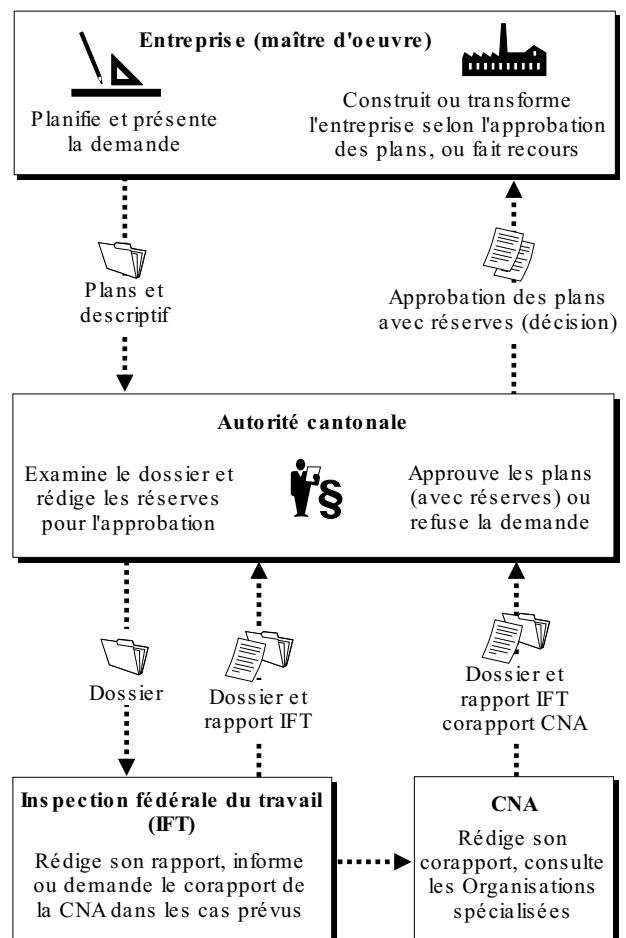 Entreprise (maître d'oeuvre)
Planifie et présente
la demande
Construit ou transforme
l'entreprise selon l'approbation
des plans, ou fait recours
Plans et
descriptif
Approbation des plans
avec réserves (décision)
Autorité cantonale
Examine le dossier et
rédige les réserves
pour l'approbation
§
Approuve les plans
(avec réserves) ou
refuse la demande
Dossier
Dossier et
rapport IFT
Dossier et
rapport IFT
corapport CNA
Inspection fédérale du travail
(IFT)
Rédige son rapport, informe
ou demande le corapport de
la CNA dans les cas prévus
CNA
Rédige son
corapport, consulte
les Organisations
spécialisées